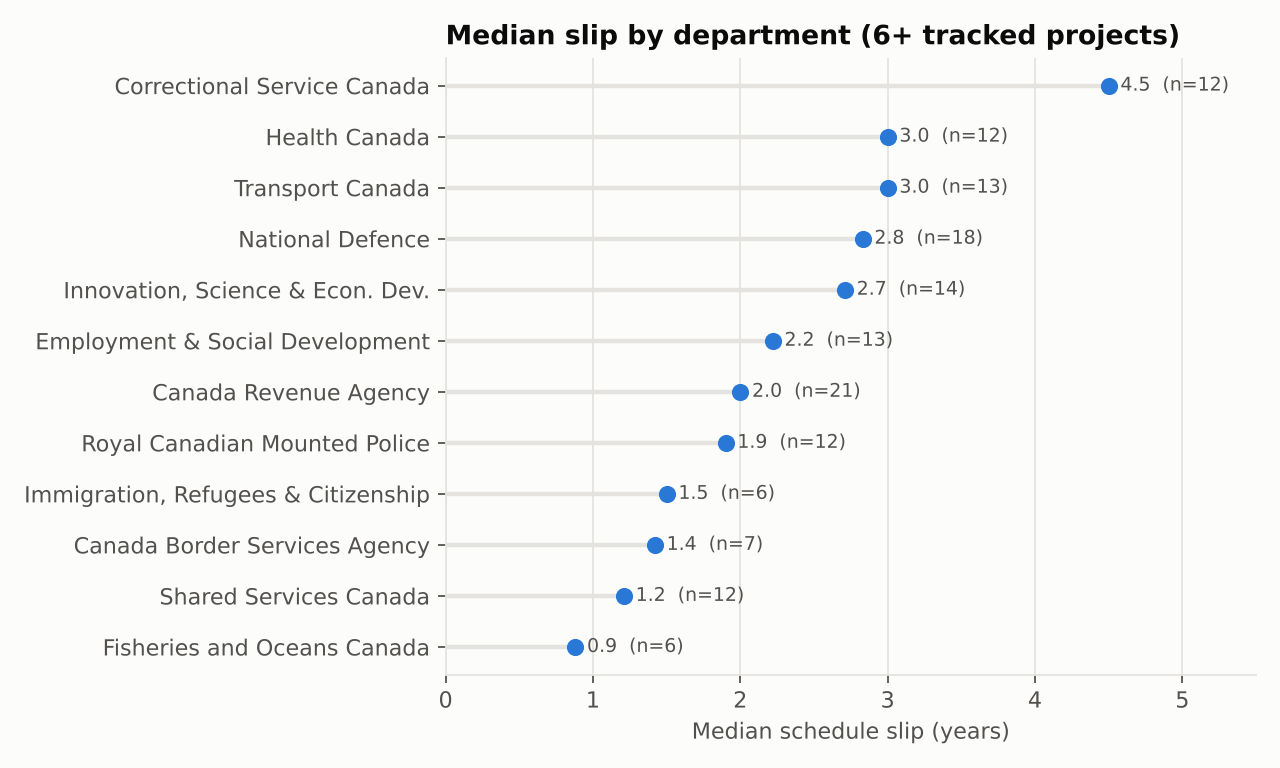 Median slip by department (6+ tracked projects)
Correctional Service Canada 4.5 (n=12)
Health Canada 3.0 (n=12)
Transport Canada 3.0 (n=13)
National Defence 2.8 (n=18)
Innovation, Science & Econ. Dev. 2.7 (n=14)
Employment & Social Development 2.2 (n=13)
Canada Revenue Agency 2.0 (n=21)
Royal Canadian Mounted Police 1.9 (n=12)
Immigration, Refugees & Citizenship 1.5 (n=6)
Canada Border Services Agency 1.4 (n=7)
Shared Services Canada 1.2 (n=12)
Fisheries and Oceans Canada 0.9 (n=6)
0 1 2 3 4 5
Median schedule slip (years)